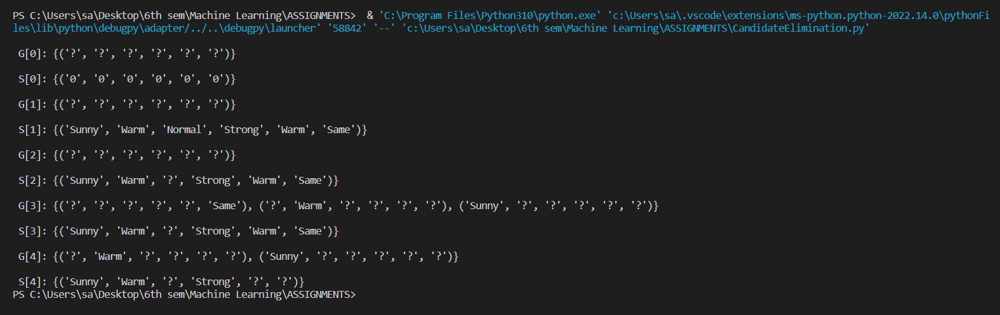 PS C:\Users\sa\Desktop\6th sem\Machine Learning\ASSIGNMENTS>  & 'C:\Program Files\Python310\python.exe' 'c:\Users\sa\.vscode\extensions\ms-python.python-2022.14.0\pythonFi
les\lib\python\debugpy\adapter/../..\debugpy\launcher' '58842' '--' 'c:\Users\sa\Desktop\6th sem\Machine Learning\ASSIGNMENTS\CandidateElimination.py'
G[0]: {('?', '?', '?', '?', '?', '?')}
S[0]: {('0', '0', '0', '0', '0', '0')}
G[1]: {('?', '?', '?', '?', '?', '?')}
S[1]: {('Sunny', 'Warm', 'Normal', 'Strong', 'Warm', 'Same')}
G[2]: {('?', '?', '?', '?', '?', '?')}
S[2]: {('Sunny', 'Warm', '?', 'Strong', 'Warm', 'Same')}
G[3]: {('?', '?', '?', '?', '?', 'Same'), ('?', 'Warm', '?', '?', '?', '?'), ('Sunny', '?', '?', '?', '?', '?')}
S[3]: {('Sunny', 'Warm', '?', 'Strong', 'Warm', 'Same')}
G[4]: {('?', 'Warm', '?', '?', '?', '?'), ('Sunny', '?', '?', '?', '?', '?')}
S[4]: {('Sunny', 'Warm', '?', 'Strong', '?', '?')}
PS C:\Users\sa\Desktop\6th sem\Machine Learning\ASSIGNMENTS>